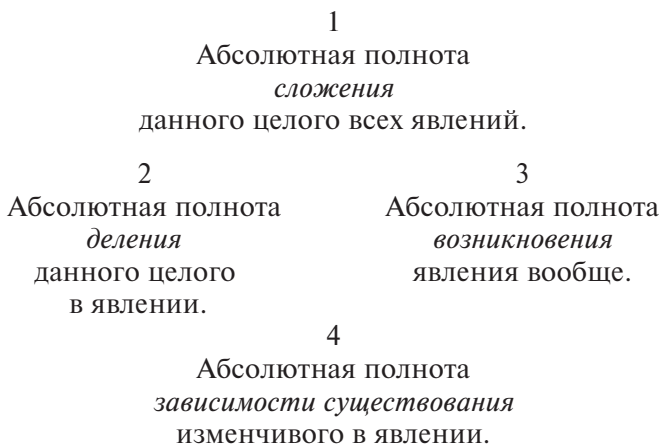 1
Абсолютная полнота
сложения
данного целого всех явлений.
2
Абсолютная полнота
деления
данного целого
в явлении.
3
Абсолютная полнота
возникновения
явления вообще.
4
Абсолютная полнота
зависимости существования
изменчивого в явлении.